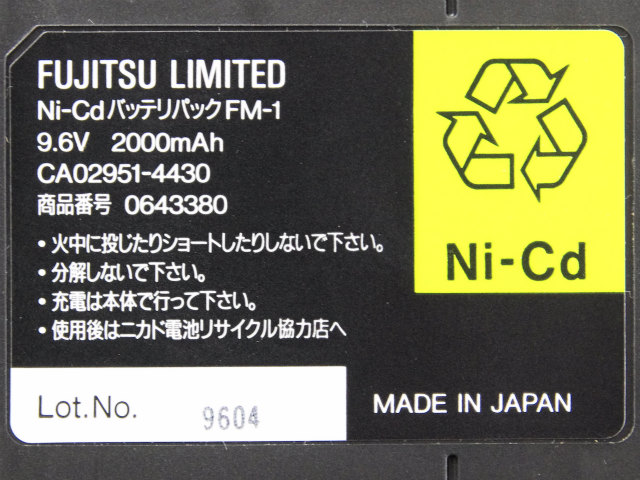 FUJITSU LIMITED
Ni-CdバッテリパックFM-1
9.6V 2000mAh
CA02951-4430
商品番号 0643380
・火中に投じたりショートしたりしないで下さい。
・分解しないで下さい。
・充電は本体で行って下さい。
・使用後はニカド電池リサイクル協力店へ
Ni-Cd
Lot.No. 9604
MADE IN JAPAN